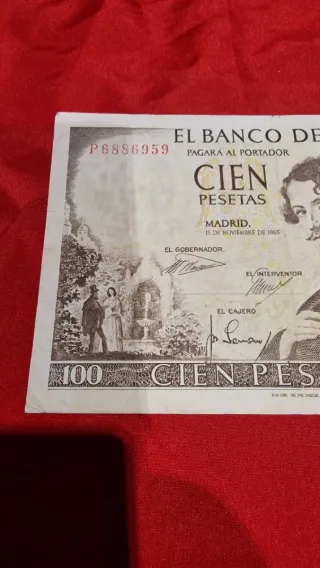 EL BANCO DE
P6886959
PAGARÁ AL PORTADOR
CIEN
PESETAS
MADRID,
19 DE NOVIEMBRE DE 1965
EL GOBERNADOR,
EL INTERVENTOR
EL CAJERO
100 CIEN PES